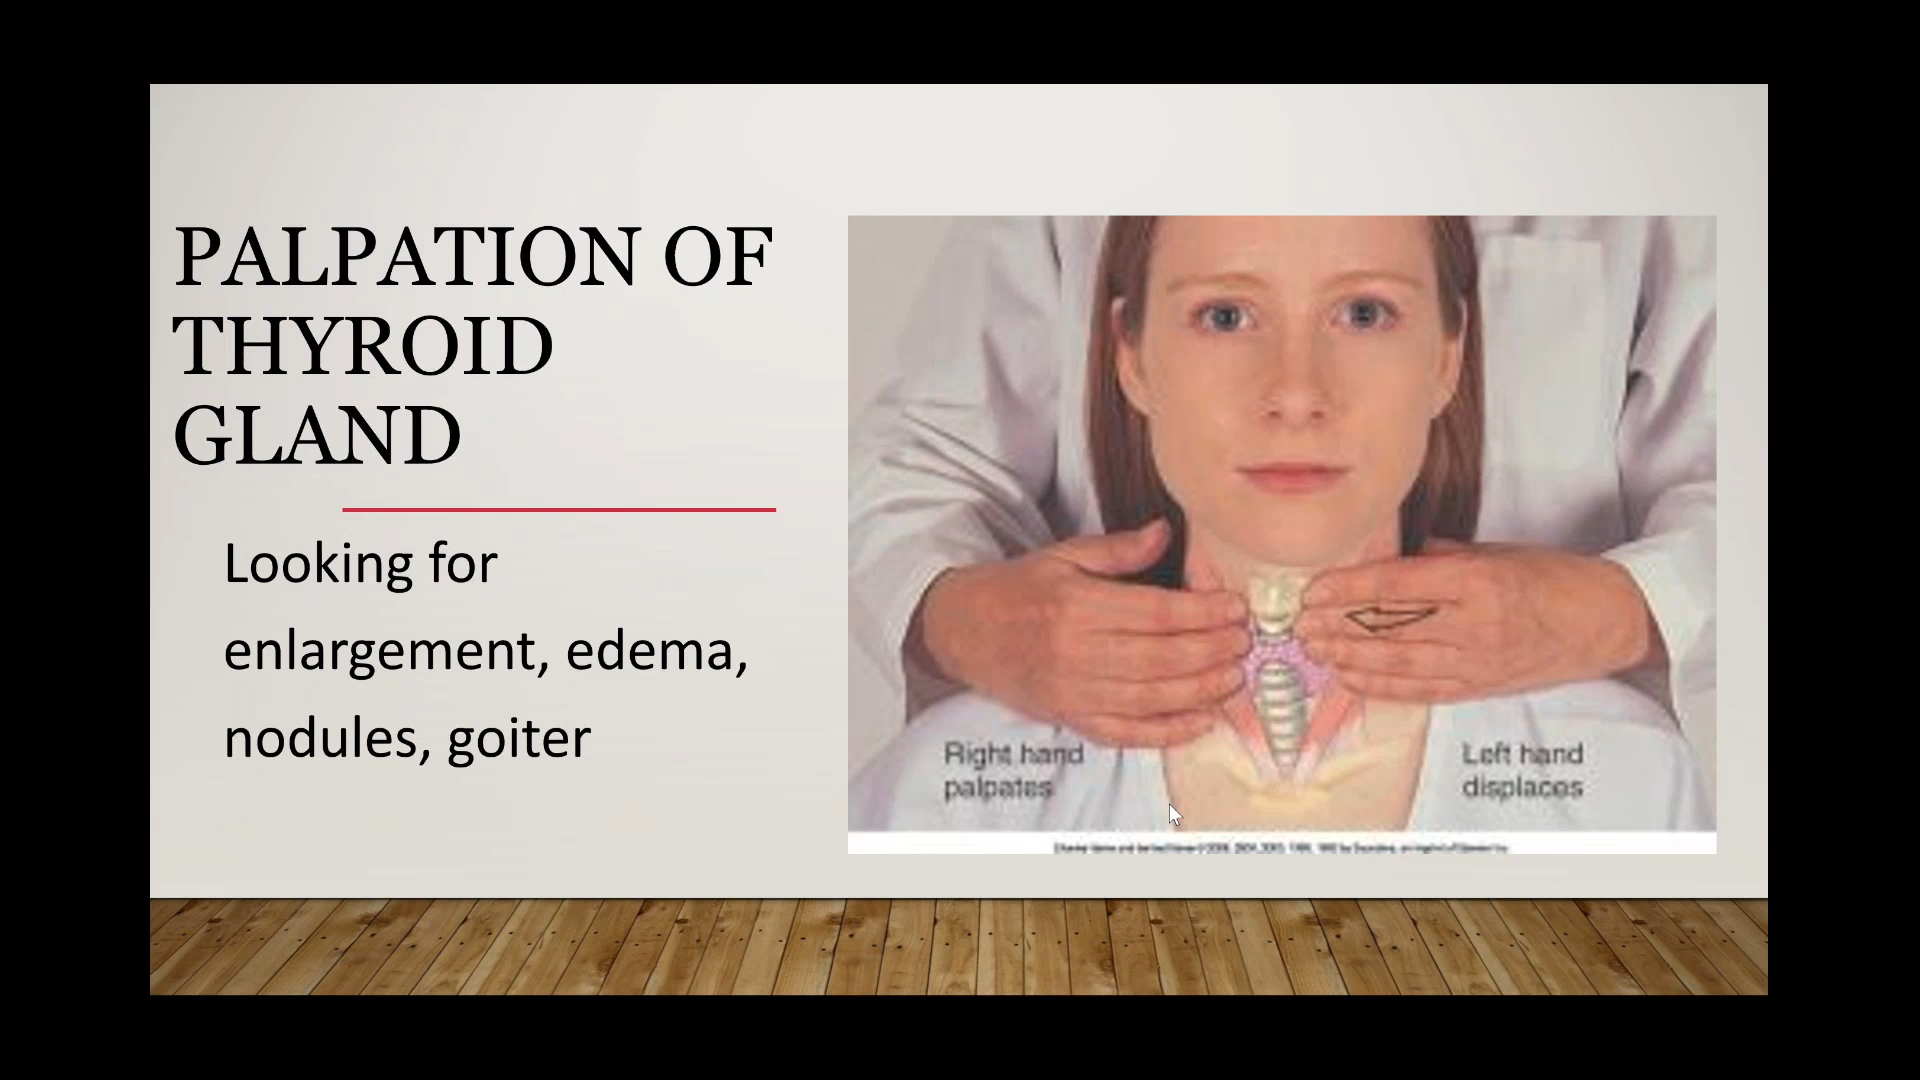 PALPATION OF
THYROID
GLAND
Looking for
enlargement, edema,
nodules, goiter
Right hand
palpates
Left hand
displaces